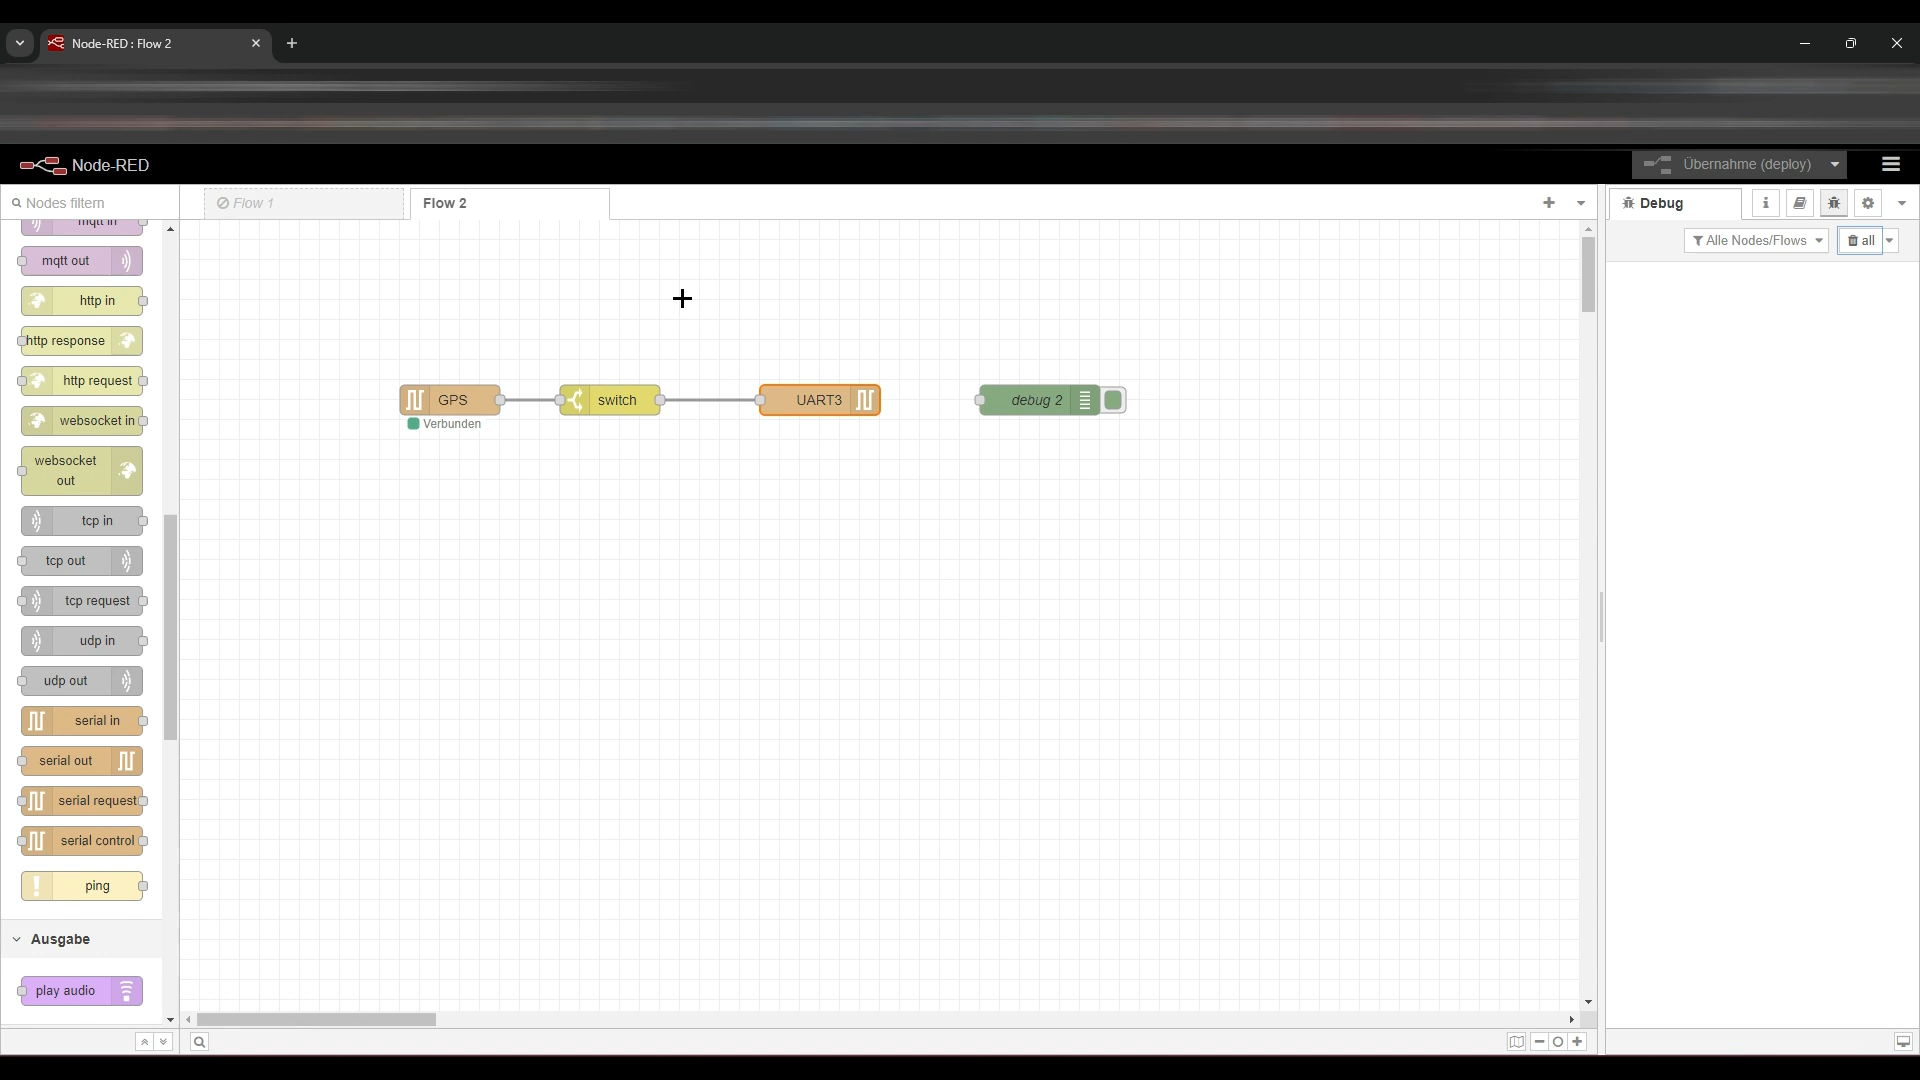 Node-RED : Flow 2
Node-RED
Übernahme (deploy)
Nodes filtern
Flow 1
Flow 2
Debug
Alle Nodes/Flows
all
mqtt in
mqtt out
http in
http response
http request
websocket in
websocket
out
tcp in
tcp out
tcp request
udp in
udp out
serial in
serial out
serial request
serial control
ping
Ausgabe
play audio
GPS
Verbunden
switch
UART3
debug 2